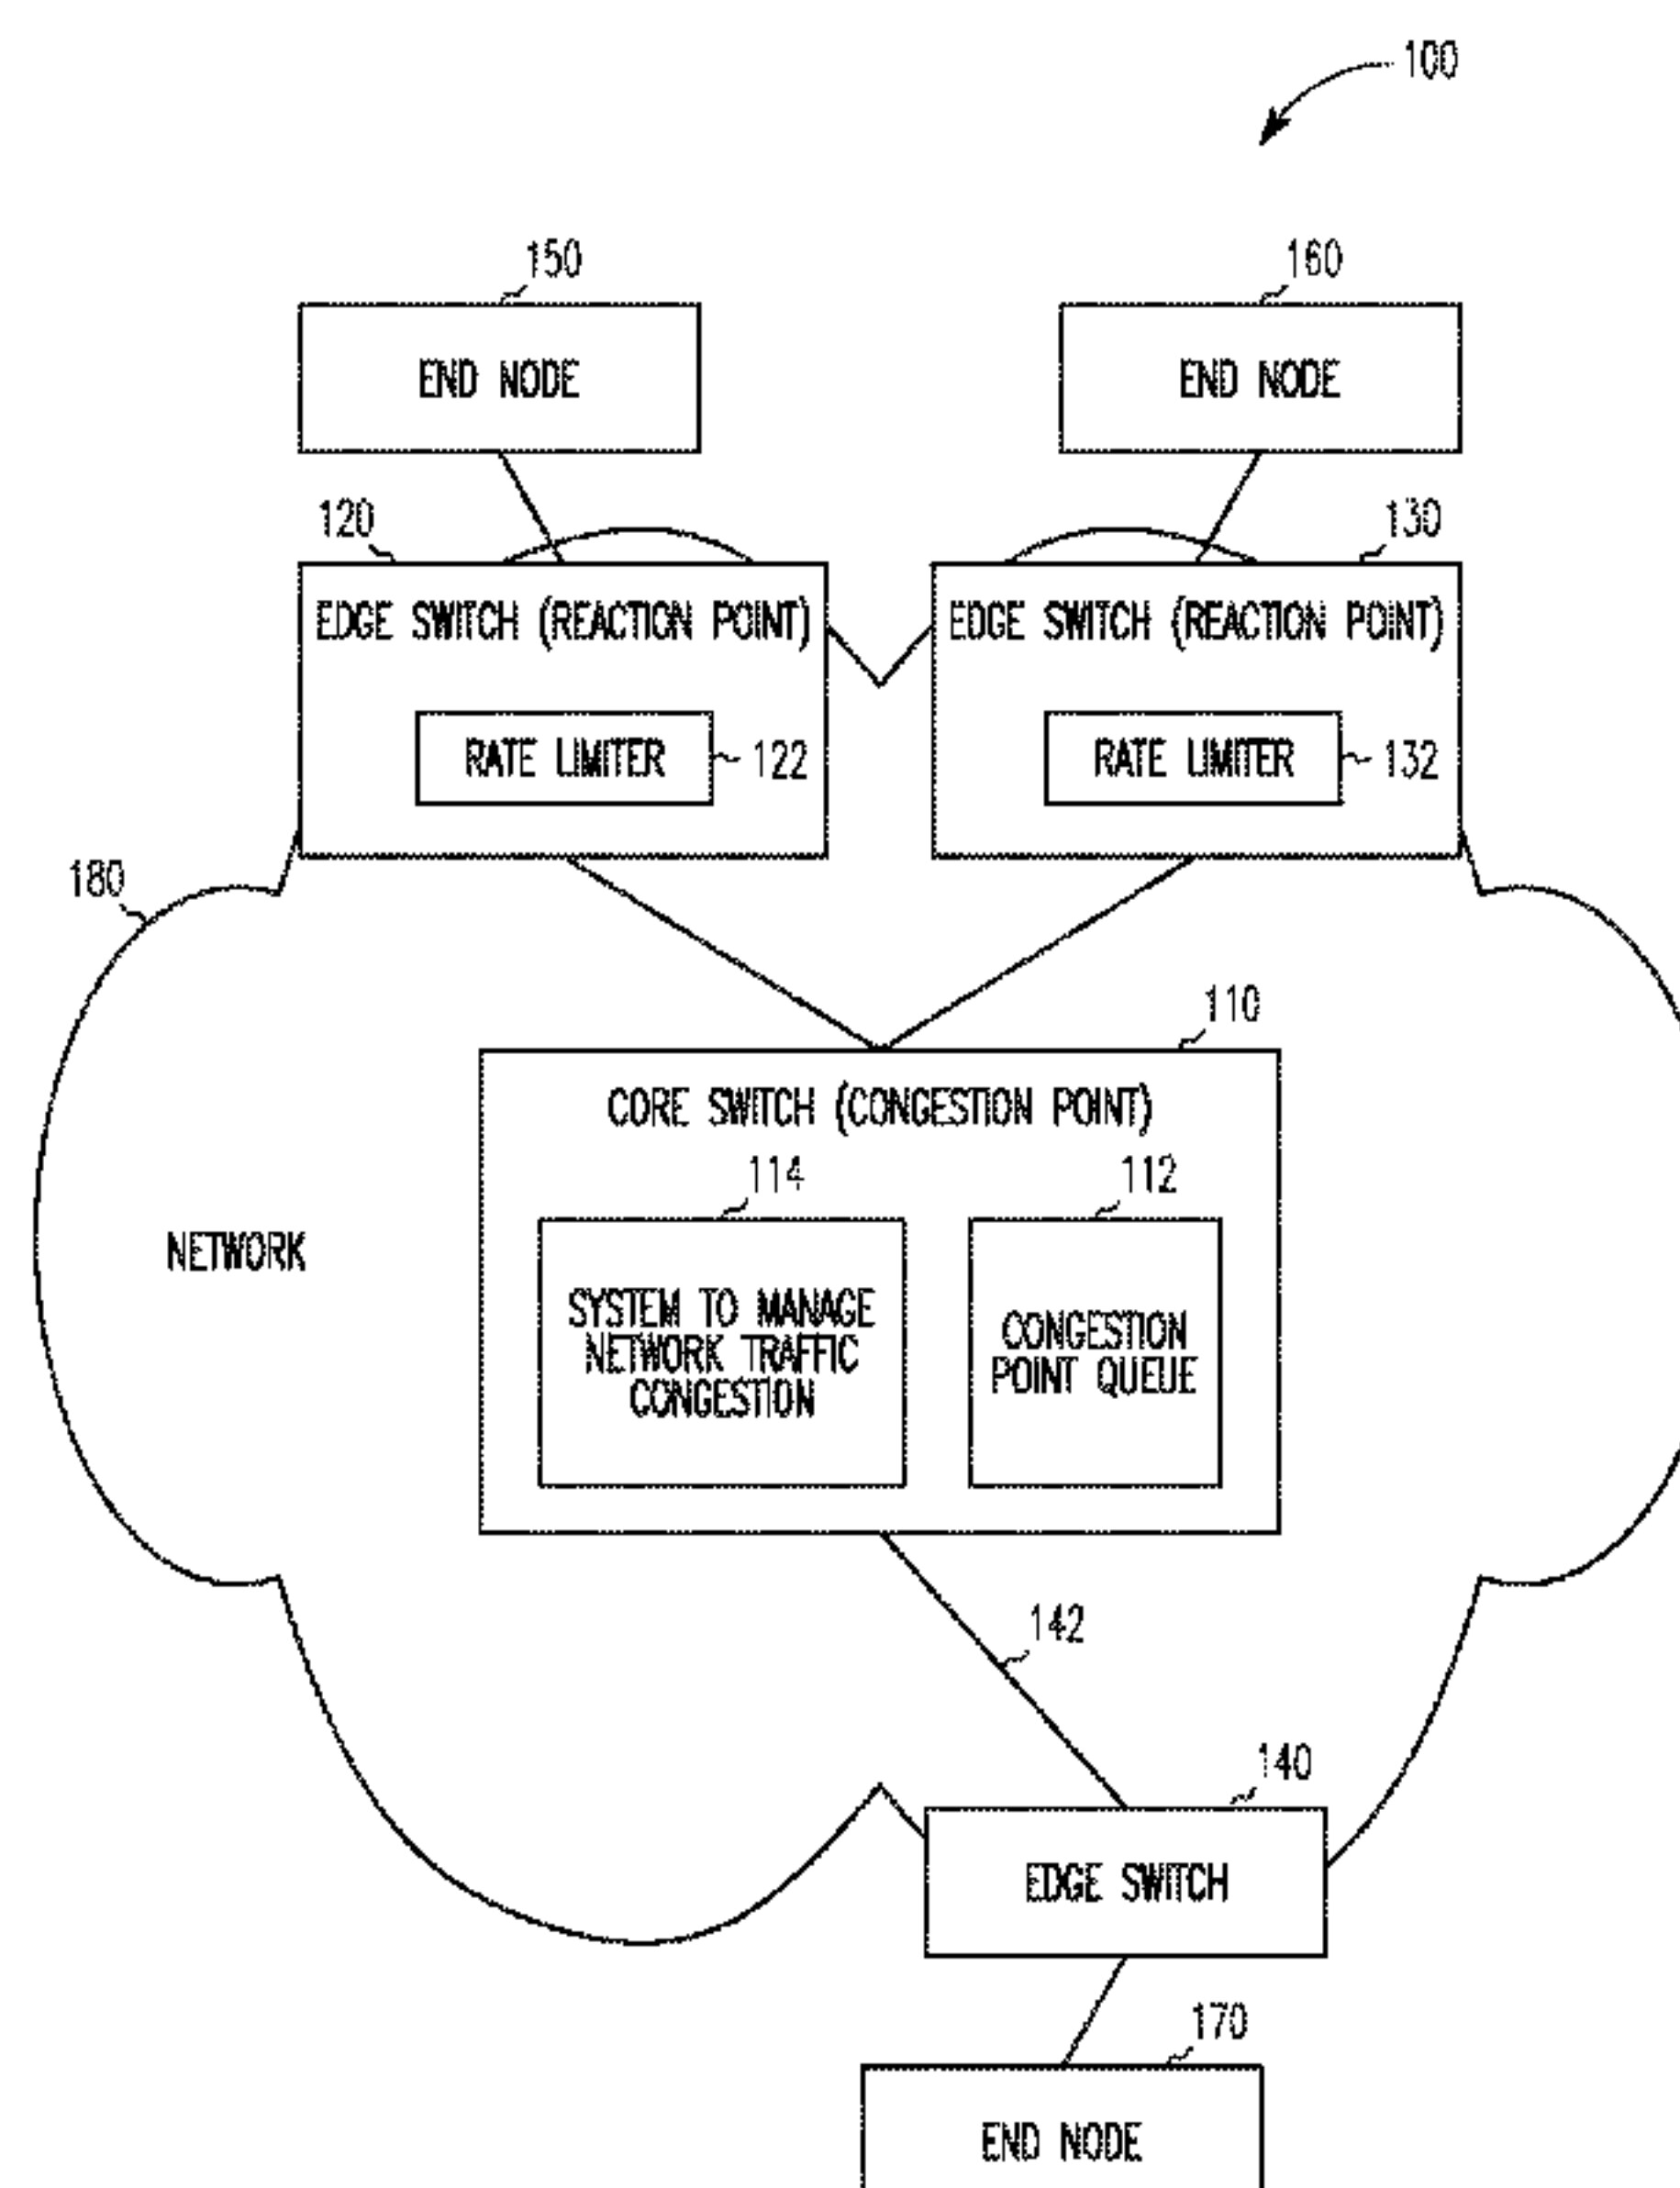 100
150
160
END NODE
END NODE
120
130
EDGE SWITCH (REACTION POINT)
EDGE SWITCH (REACTION POINT)
RATE LIMITER
122
RATE LIMITER
132
180
110
CORE SWITCH (CONGESTION POINT)
114
112
NETWORK
SYSTEM TO MANAGE
NETWORK TRAFFIC
CONGESTION
CONGESTION
POINT QUEUE
142
140
EDGE SWITCH
170
END NODE